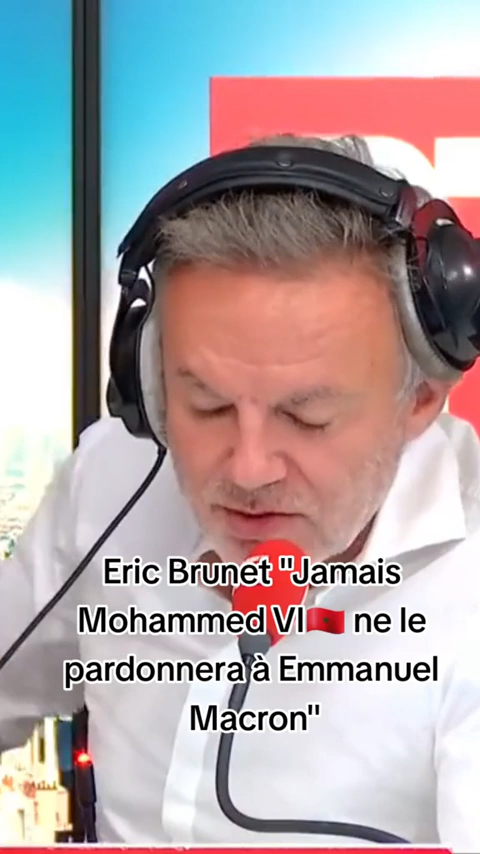 Eric Brunet "Jamais
Mohammed VI🇲🇦 ne le
pardonnera à Emmanuel
Macron"